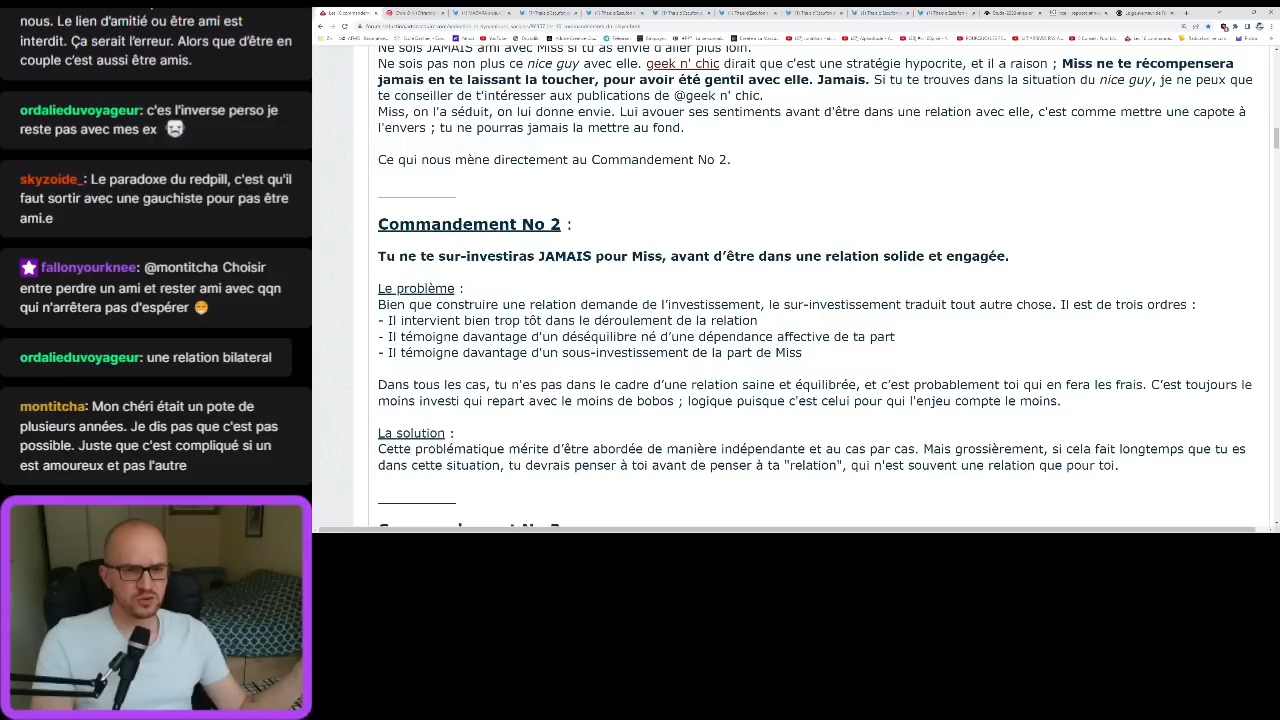 nous. Le lien d'amitié ou être ami est
infini !. Ça serait l'enfer. Alors que d'être en
couple c'est aussi être amis.
ordalieduvoyageur: c'es l'inverse perso je
reste pas avec mes ex
skyzoide_: Le paradoxe du redpill, c'est qu'il
faut sortir avec une gauchiste pour pas être
ami.e
fallonyourknee: @montitcha Choisir
entre perdre un ami et rester ami avec qqn
qui n'arrêtera pas d'espérer
ordalieduvoyageur: une relation bilateral
montitcha: Mon chéri était un pote de
plusieurs années. Je dis pas que c'est pas
possible. Juste que c'est compliqué si un
est amoureux et pas l'autre
Ne sois JAMAIS ami avec Miss si tu as envie d'aller plus loin.
Ne sois pas non plus ce nice guy avec elle. geek n' chic dirait que c'est une stratégie hypocrite, et il a raison ; Miss ne te récompensera
jamais en te laissant la toucher, pour avoir été gentil avec elle. Jamais. Si tu te trouves dans la situation du nice guy, je ne peux que
te conseiller de t'intéresser aux publications de @geek n' chic.
Miss, on l'a séduit, on lui donne envie. Lui avouer ses sentiments avant d'être dans une relation avec elle, c'est comme mettre une capote à
l'envers ; tu ne pourras jamais la mettre au fond.
Ce qui nous mène directement au Commandement No 2.
Commandement No 2 :
Tu ne te sur-investiras JAMAIS pour Miss, avant d'être dans une relation solide et engagée.
Le problème :
Bien que construire une relation demande de l'investissement, le sur-investissement traduit tout autre chose. Il est de trois ordres :
- Il intervient bien trop tôt dans le déroulement de la relation
- Il témoigne davantage d'un déséquilibre né d'une dépendance affective de ta part
- Il témoigne davantage d'un sous-investissement de la part de Miss
Dans tous les cas, tu n'es pas dans le cadre d'une relation saine et équilibrée, et c'est probablement toi qui en fera les frais. C'est toujours le
moins investi qui repart avec le moins de bobos ; logique puisque c'est celui pour qui l'enjeu compte le moins.
La solution :
Cette problématique mérite d'être abordée de manière indépendante et au cas par cas. Mais grossièrement, si cela fait longtemps que tu es
dans cette situation, tu devrais penser à toi avant de penser à ta "relation", qui n'est souvent une relation que pour toi.